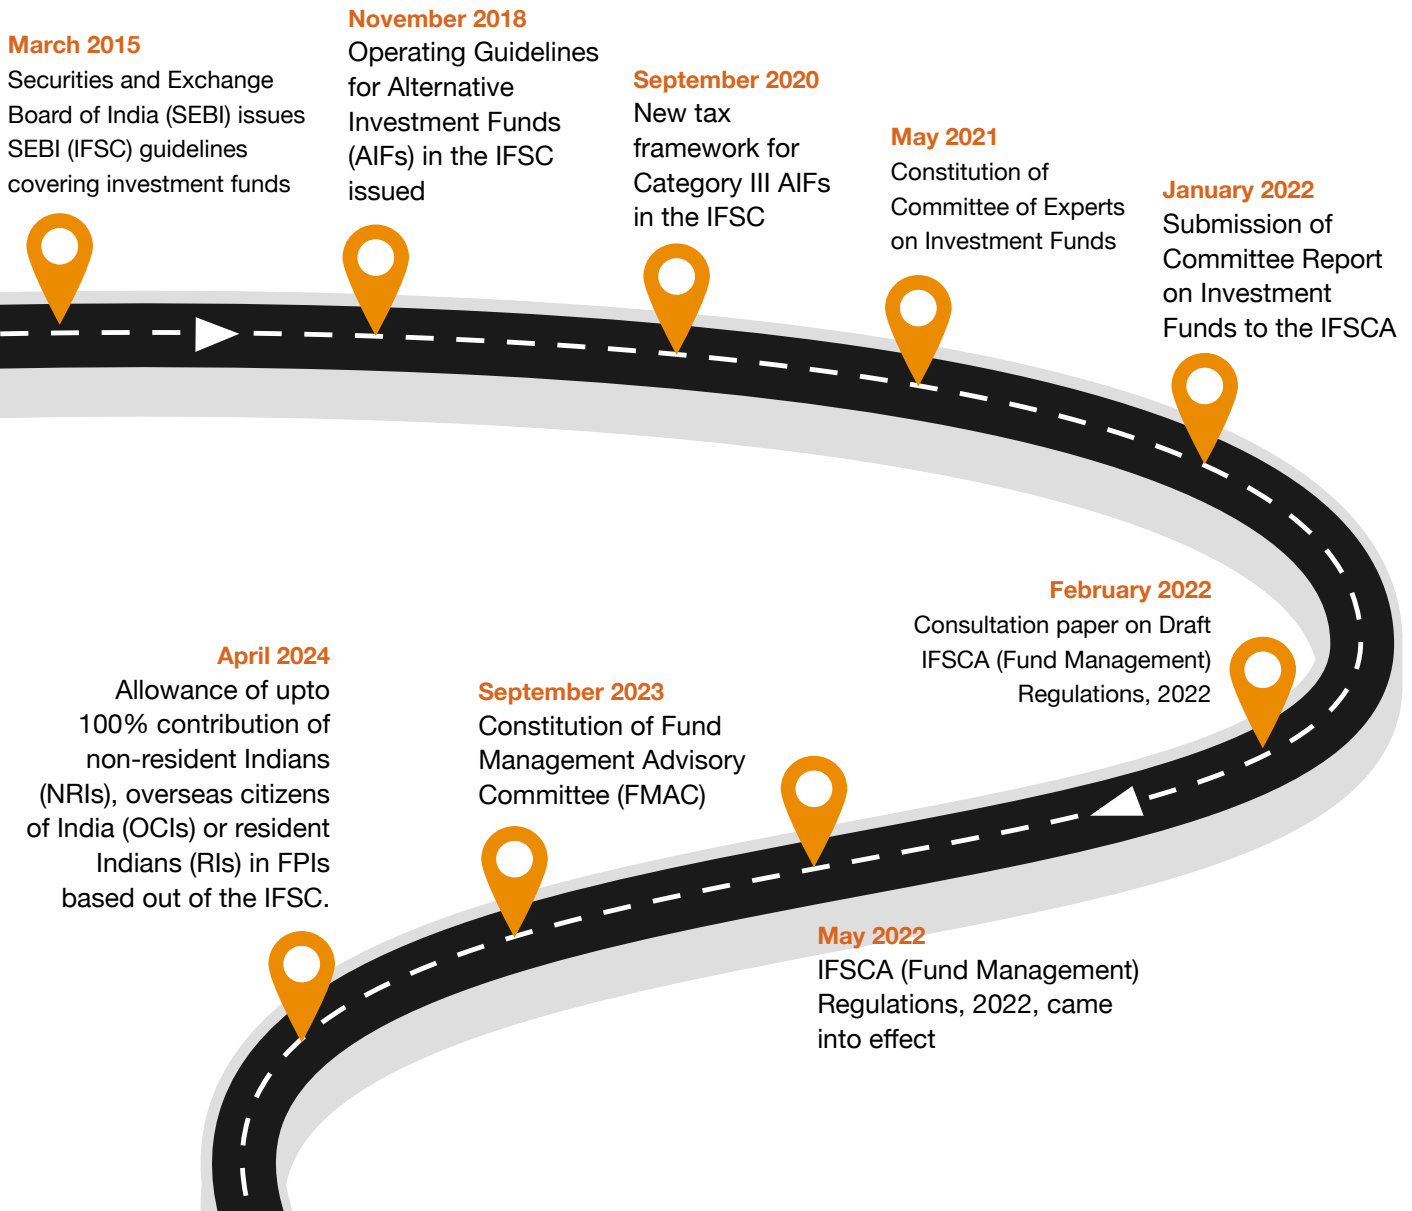 March 2015
Securities and Exchange
Board of India (SEBI) issues
SEBI (IFSC) guidelines
covering investment funds
November 2018
Operating Guidelines
for Alternative
Investment Funds
(AIFs) in the IFSC
issued
September 2020
New tax
framework for
Category III AIFs
in the IFSC
May 2021
Constitution of
Committee of Experts
on Investment Funds
January 2022
Submission of
Committee Report
on Investment
Funds to the IFSCA
February 2022
Consultation paper on Draft
IFSCA (Fund Management)
Regulations, 2022
May 2022
IFSCA (Fund Management)
Regulations, 2022, came
into effect
September 2023
Constitution of Fund
Management Advisory
Committee (FMAC)
April 2024
Allowance of upto
100% contribution of
non-resident Indians
(NRIs), overseas citizens
of India (OCIs) or resident
Indians (RIs) in FPIs
based out of the IFSC.